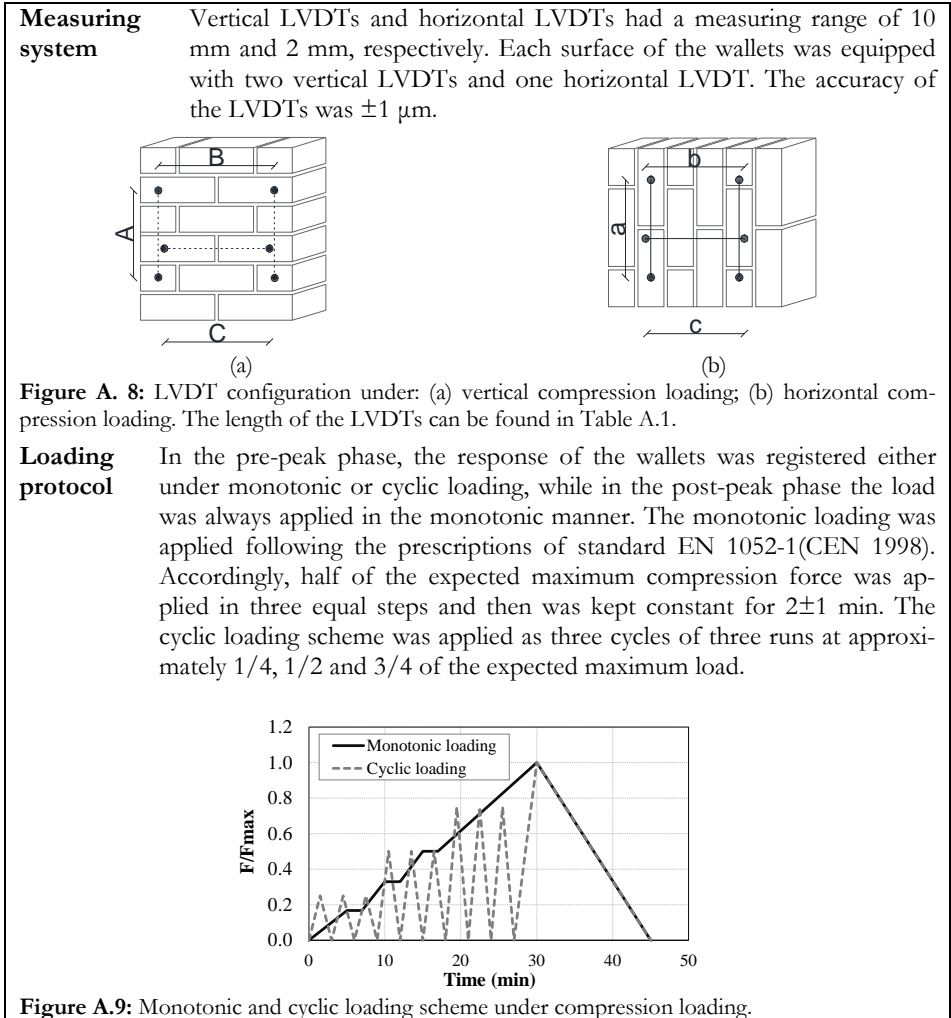 Measuring system
Vertical LVDTs and horizontal LVDTs had a measuring range of 10
mm and 2 mm, respectively. Each surface of the wallets was equipped
with two vertical LVDTs and one horizontal LVDT. The accuracy of
the LVDTs was ±1 μm.
B
A
C
(a)
b
a
c
(b)
Figure A. 8: LVDT configuration under: (a) vertical compression loading; (b) horizontal com-
pression loading. The length of the LVDTs can be found in Table A.1.
Loading protocol
In the pre-peak phase, the response of the wallets was registered either
under monotonic or cyclic loading, while in the post-peak phase the load
was always applied in the monotonic manner. The monotonic loading was
applied following the prescriptions of standard EN 1052-1(CEN 1998).
Accordingly, half of the expected maximum compression force was ap-
plied in three equal steps and then was kept constant for 2±1 min. The
cyclic loading scheme was applied as three cycles of three runs at approxi-
mately 1/4, 1/2 and 3/4 of the expected maximum load.
Monotonic loading
Cyclic loading
F/Fmax
1.2
1.0
0.8
0.6
0.4
0.2
0.0
0 10 20 30 40 50
Time (min)
Figure A.9: Monotonic and cyclic loading scheme under compression loading.